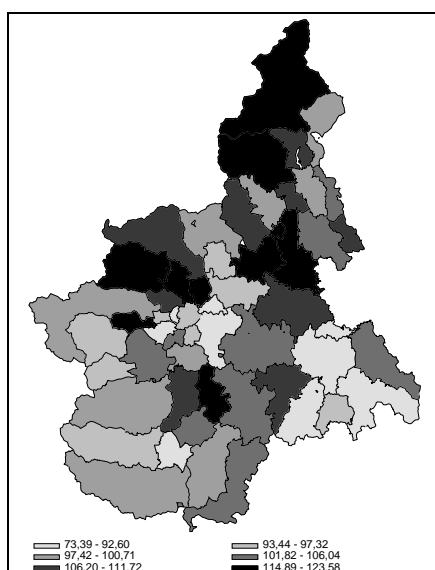 73,39 - 92,60
93,44 - 97,32
97,42 - 100,71
101,82 - 106,04
106,20 - 111,72
114,89 - 123,58